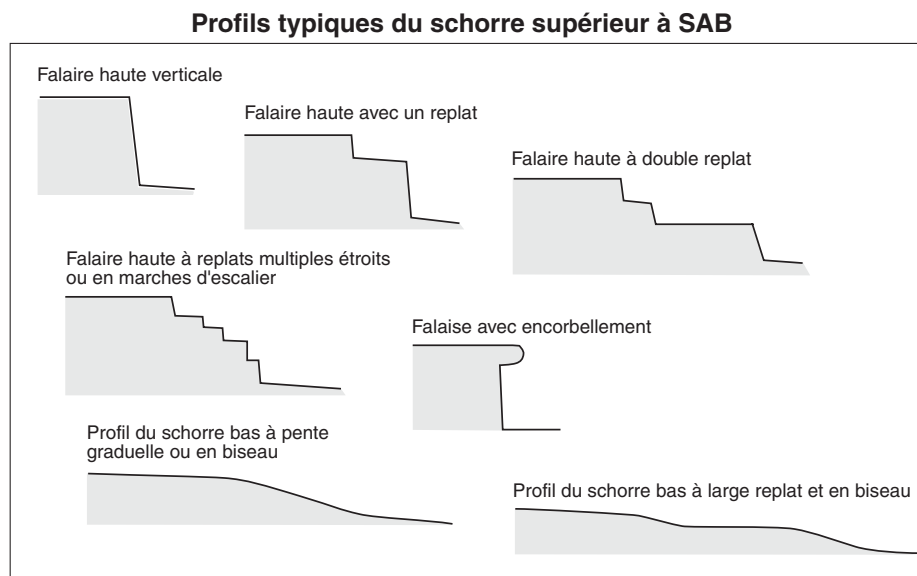 Profils typiques du schorre supérieur à SAB
Falaire haute verticale
Falaire haute avec un replat
Falaire haute à double replat
Falaire haute à replats multiples étroits
ou en marches d'escalier
Falaise avec encorbellement
Profil du schorre bas à pente
graduelle ou en biseau
Profil du schorre bas à large replat et en biseau